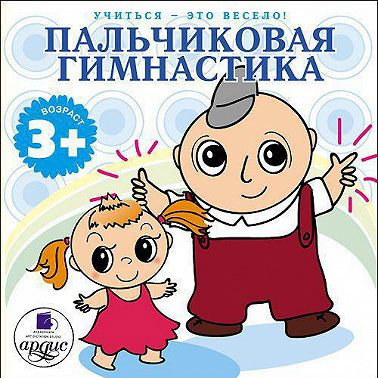 УЧИТЬСЯ – ЭТО ВЕСЕЛО!
ПАЛЬЧИКОВАЯ
ГИМНАСТИКА
ВОЗРАСТ
3+
ардис